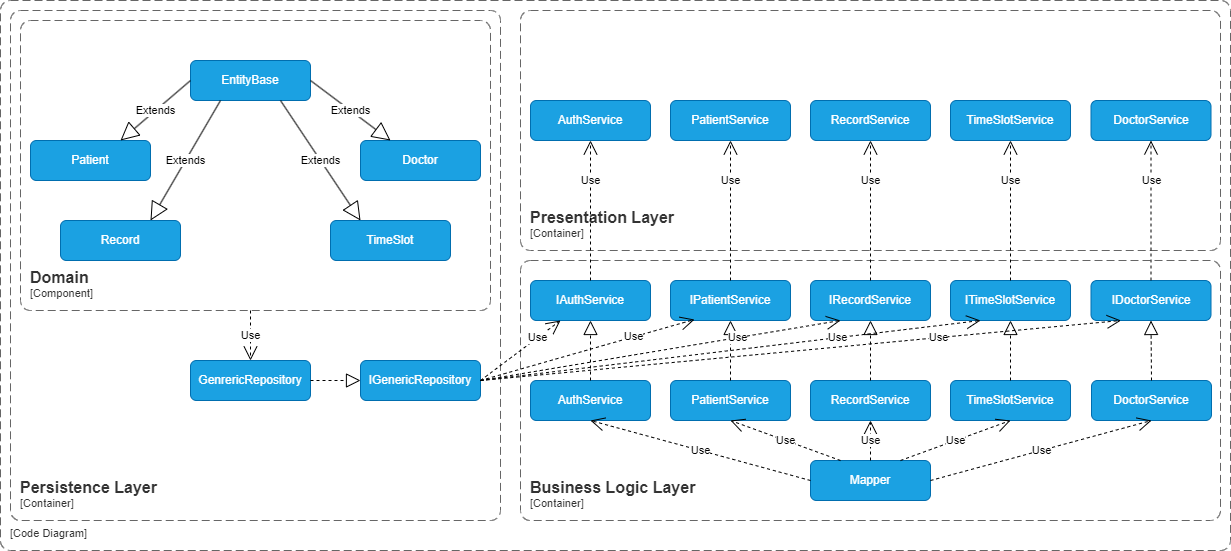 EntityBase
Extends
Extends
Patient
Doctor
Extends
Extends
Record
TimeSlot
Domain
[Component]
Use
GenrericRepository
IGenericRepository
Persistence Layer
[Container]
[Code Diagram]
AuthService
PatientService
RecordService
TimeSlotService
DoctorService
Use
Use
Use
Use
Use
Presentation Layer
[Container]
IAuthService
IPatientService
IRecordService
ITimeSlotService
IDoctorService
Use
Use
Use
Use
Use
AuthService
PatientService
RecordService
TimeSlotService
DoctorService
Use
Use
Use
Use
Use
Mapper
Business Logic Layer
[Container]